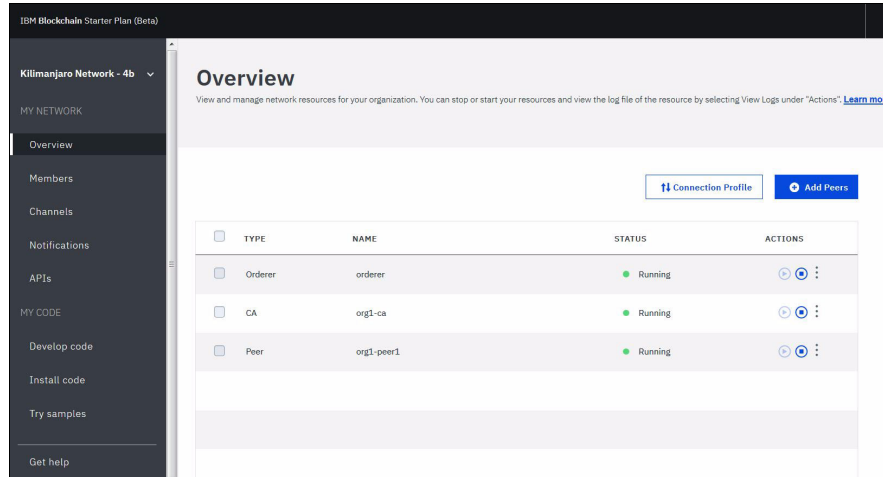 IBM Blockchain Starter Plan (Beta)
Kilimanjaro Network - 4b
MY NETWORK
Overview
Members
Channels
Notifications
APIs
MY CODE
Develop code
Install code
Try samples
Get help
Overview
View and manage network resources for your organization. You can stop or start your resources and view the log file of the resource by selecting View Logs under "Actions". Learn mo
Connection Profile
Add Peers
TYPE NAME STATUS ACTIONS
Orderer orderer Running
CA org1-ca Running
Peer org1-peer1 Running